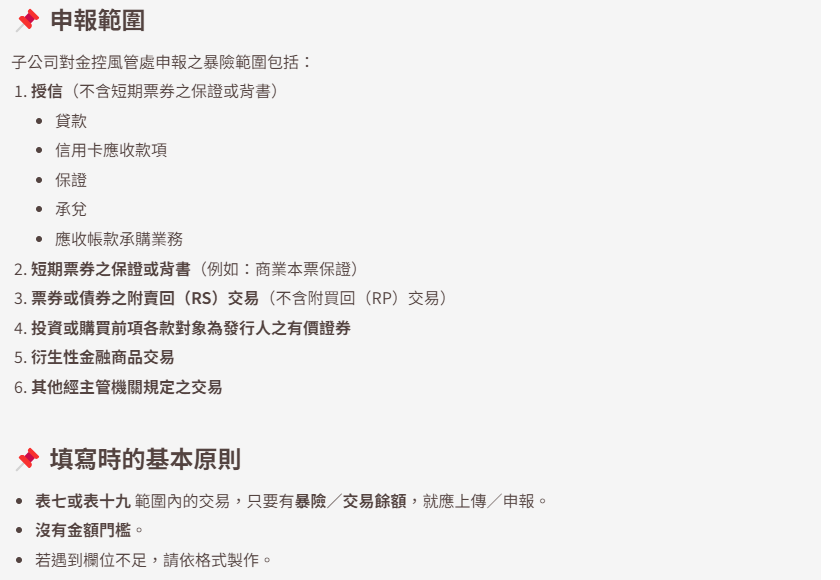 📌 申報範圍
子公司對金控風管處申報之暴險範圍包括：
1. 授信（不含短期票券之保證或背書）
• 貸款
• 信用卡應收款項
• 保證
• 承兌
• 應收帳款承購業務
2. 短期票券之保證或背書（例如：商業本票保證）
3. 票券或債券之附賣回（RS）交易（不含附買回（RP）交易）
4. 投資或購買前項各款對象為發行人之有價證券
5. 衍生性金融商品交易
6. 其他經主管機關規定之交易
📌 填寫時的基本原則
• 表七或表十九 範圍內的交易，只要有暴險／交易餘額，就應上傳／申報。
• 沒有金額門檻。
• 若遇到欄位不足，請依格式製作。